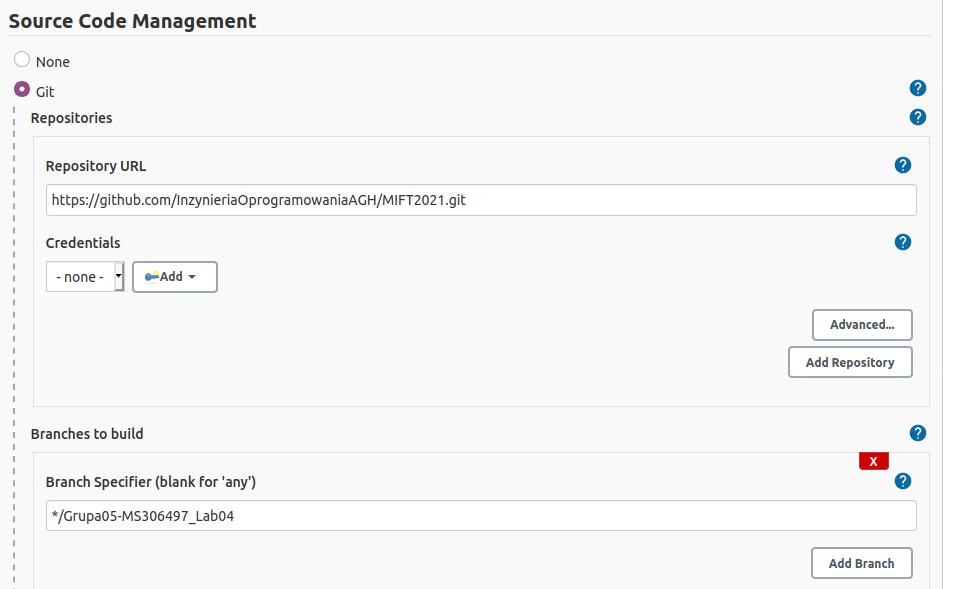 Source Code Management
None
Git
?
Repositories
?
Repository URL
?
https://github.com/InzynieriaOprogramowaniaAGH/MIFT2021.git
Credentials
?
- none -
Add
Advanced...
Add Repository
Branches to build
?
X
Branch Specifier (blank for 'any')
?
*/Grupa05-MS306497_Lab04
Add Branch